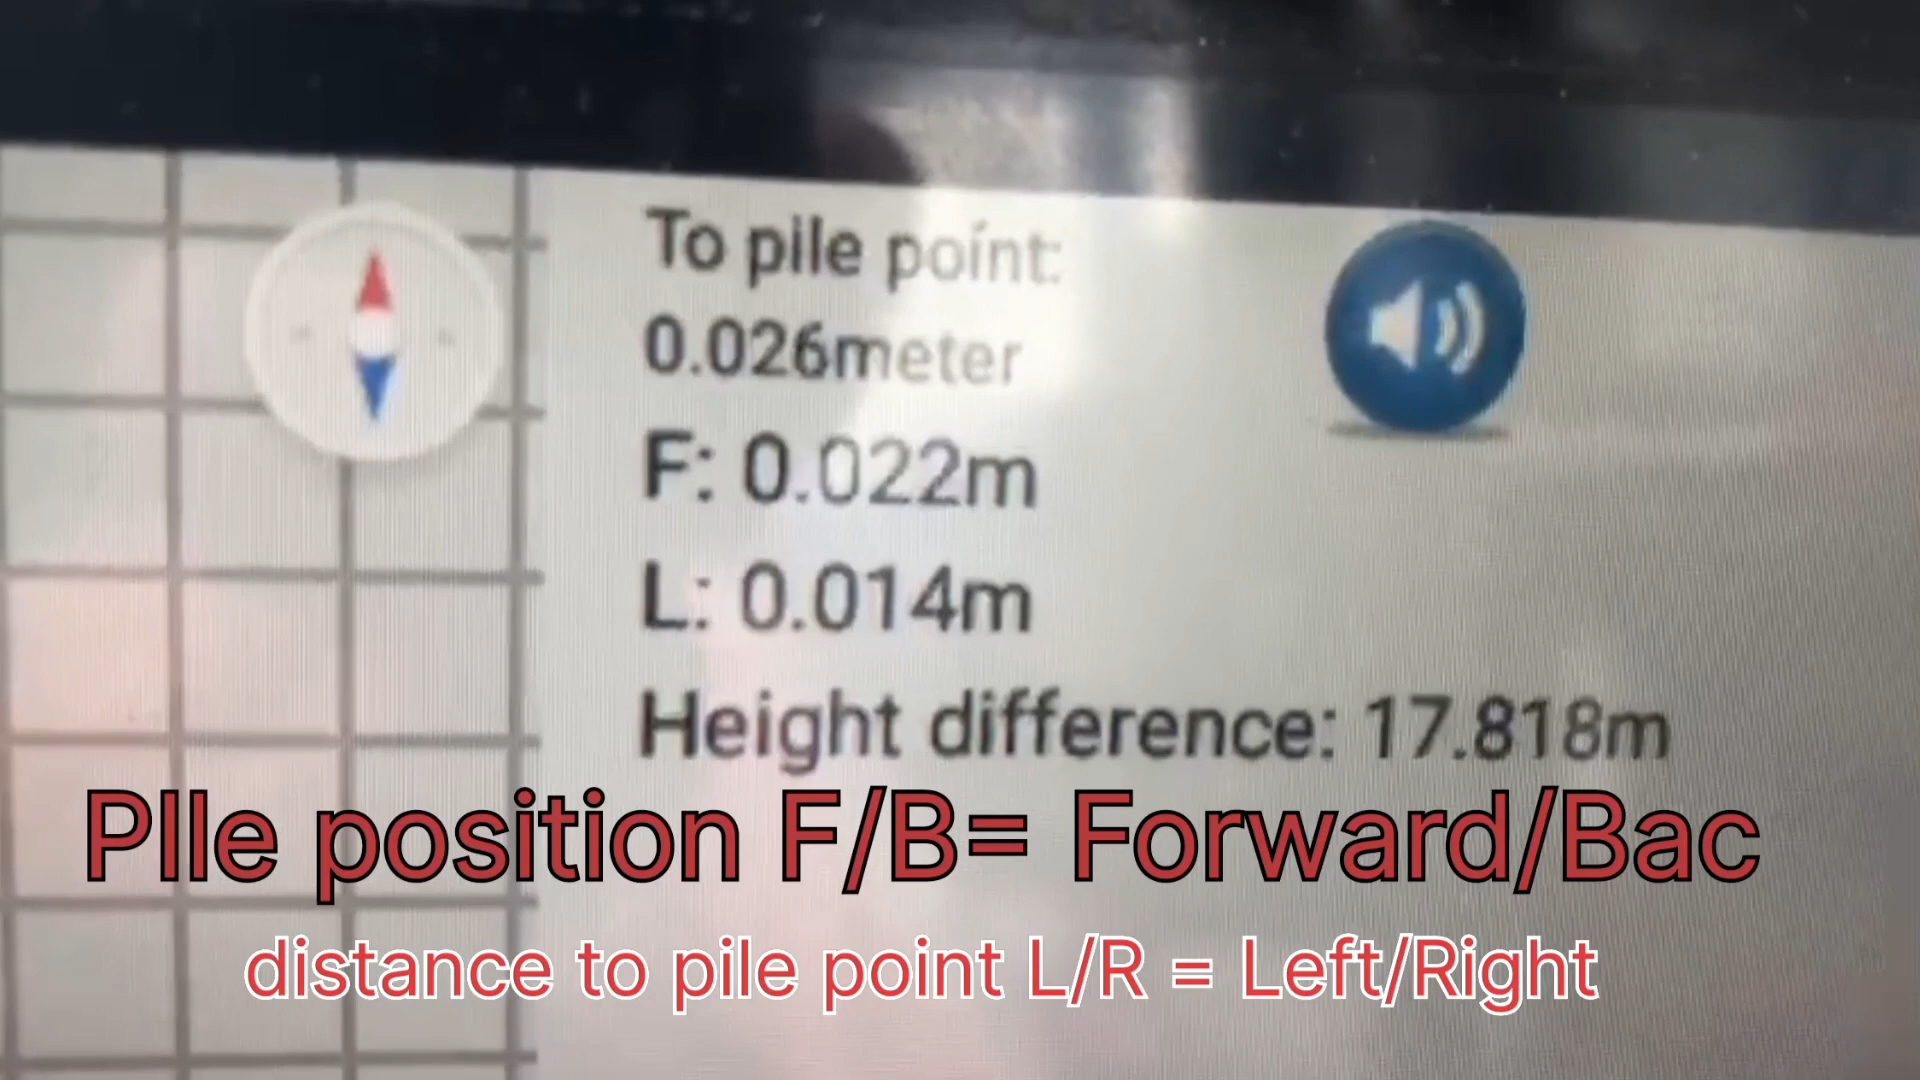 To pile point:
0.026meter
F: 0.022m
L: 0.014m
Height difference: 17.818m
PIle position F/B= Forward/Bac
distance to pile point L/R = Left/Right